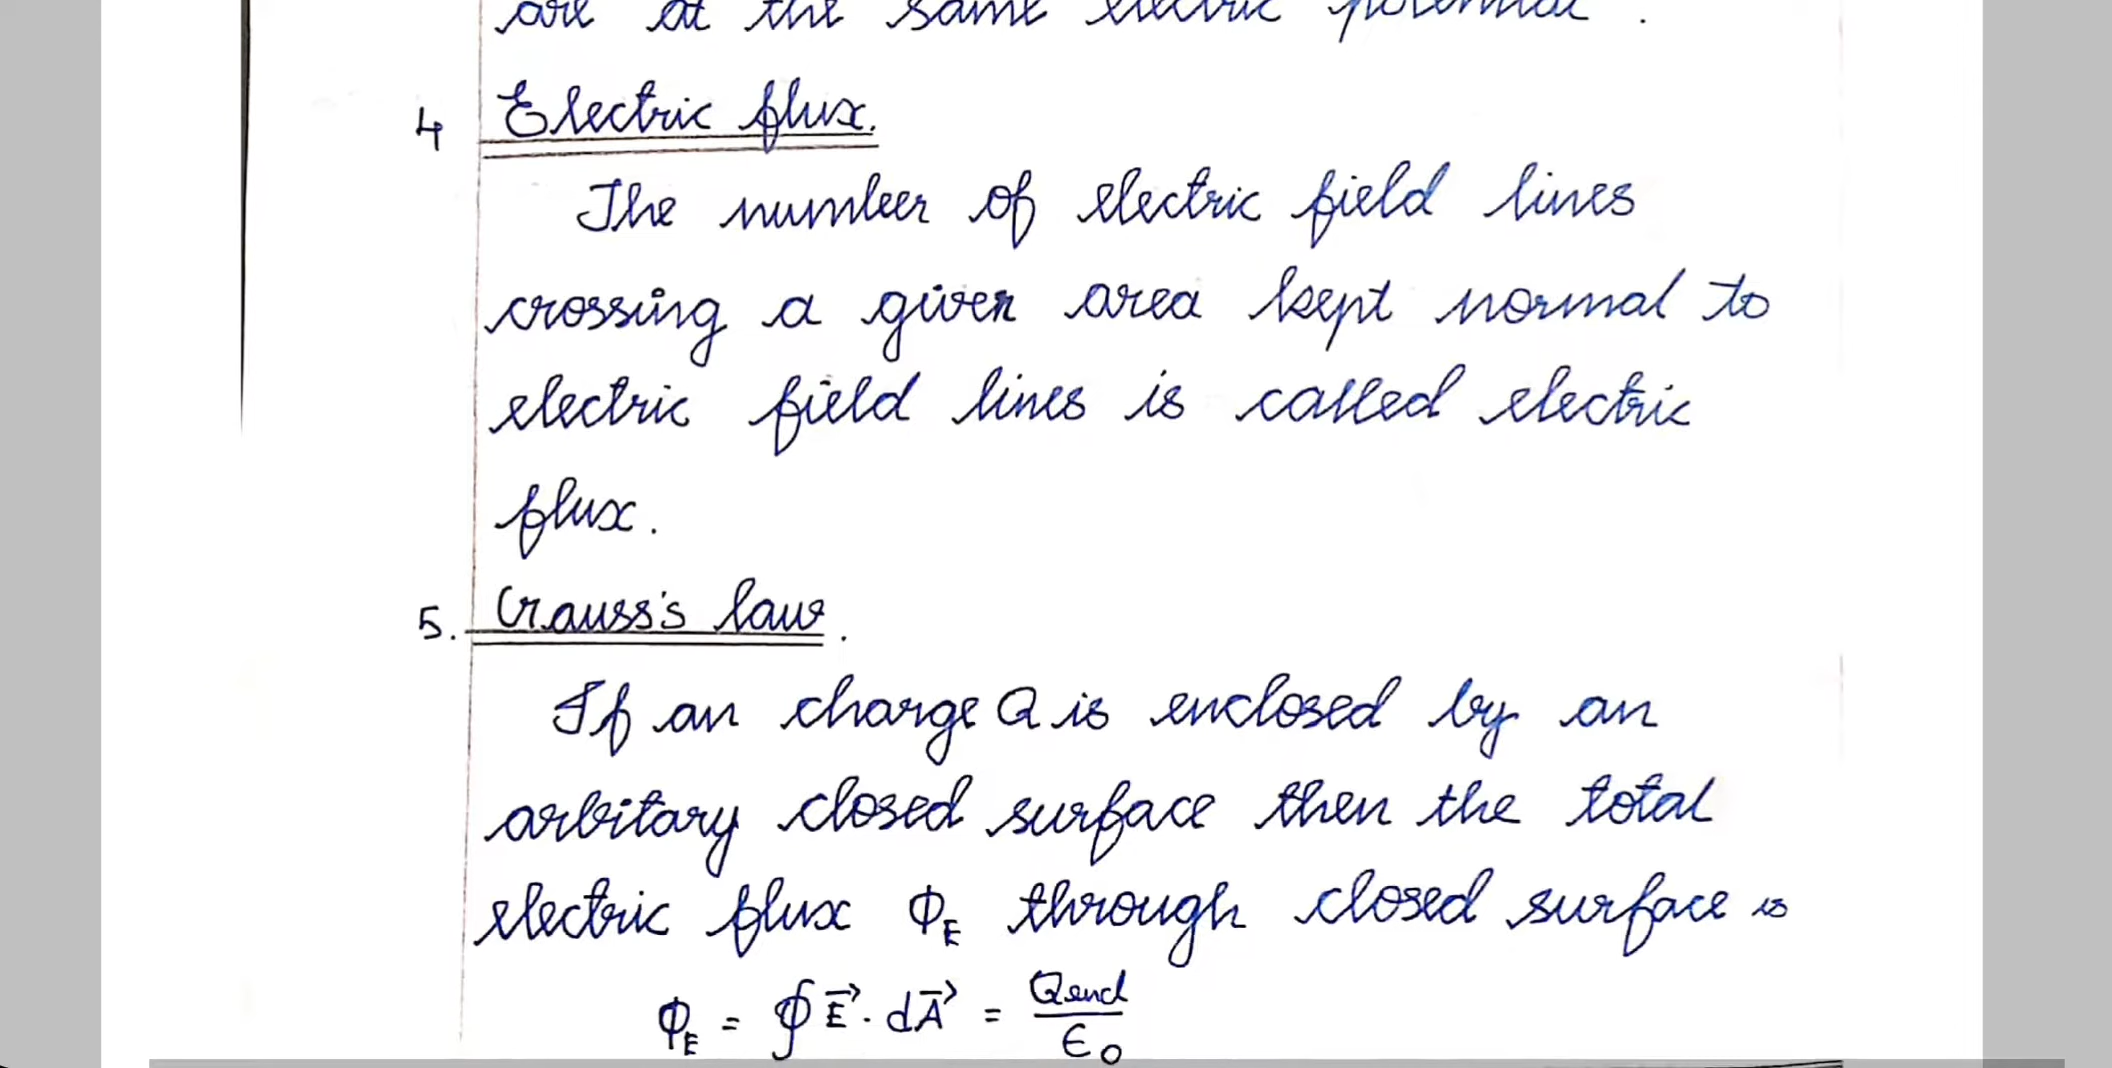 are at the same electric potential.
4 Electric flux.
The number of electric field lines
crossing a given area kept normal to
electric field lines is called electric
flux.
5. Gauss's law.
If an charge Q is enclosed by an
arbitary closed surface then the total
electric flux Φ_E through closed surface is
Φ_E = ∮ E⃗ · dA⃗ = Qencl / ε₀